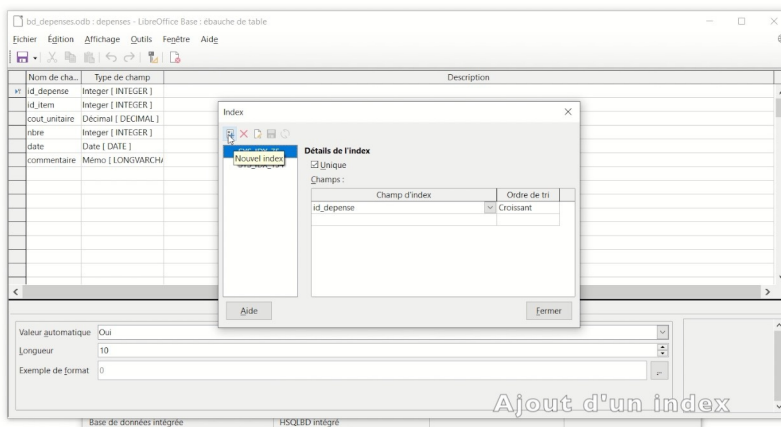 bd_depenses.odb : depenses - LibreOffice Base : ébauche de table
Fichier Édition Affichage Outils Fenêtre Aide
Nom de cha... Type de champ Description
id_depense Integer [ INTEGER ]
id_item Integer [ INTEGER ]
cout_unitaire Décimal [ DECIMAL ]
nbre Integer [ INTEGER ]
date Date [ DATE ]
commentaire Mémo [ LONGVARCHA
Index
Nouvel index
Détails de l'index
Unique
Champs :
Champ d'index Ordre de tri
id_depense Croissant
Aide Fermer
Valeur automatique Oui
Longueur 10
Exemple de format 0
...
Ajout d'un index
Base de données intégrée HSQLBD intégré